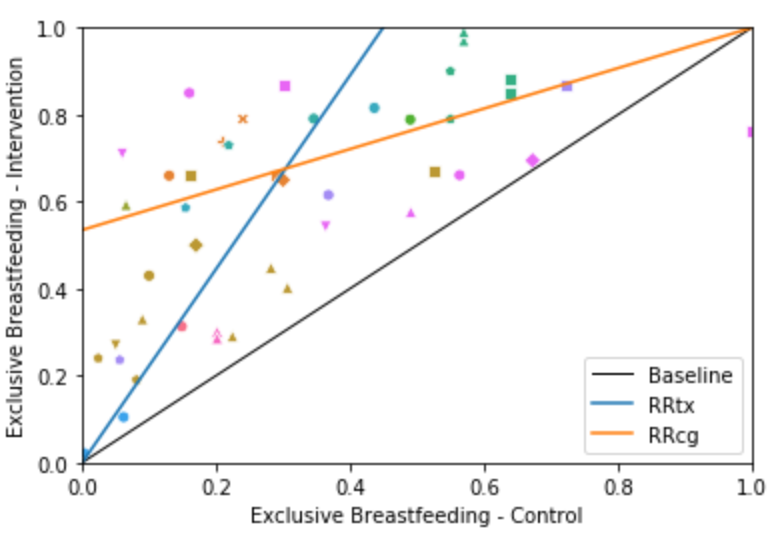 Exclusive Breastfeeding - Intervention
1.0
0.8
0.6
0.4
0.2
0.0
0.0 0.2 0.4 0.6 0.8 1.0
Exclusive Breastfeeding - Control
Baseline
RRtx
RRcg